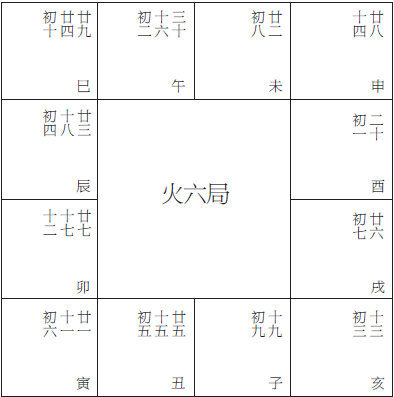 初十
廿四
廿九
巳
初二
十六
三十
午
初八
廿二
未
十四
廿八
申
初四
十八
廿三
辰
火六局
初一
二十
酉
十二
十七
廿七
卯
初七
廿六
戌
初六
十一
廿一
寅
初五
十五
廿五
丑
初九
十九
子
初三
十三
亥